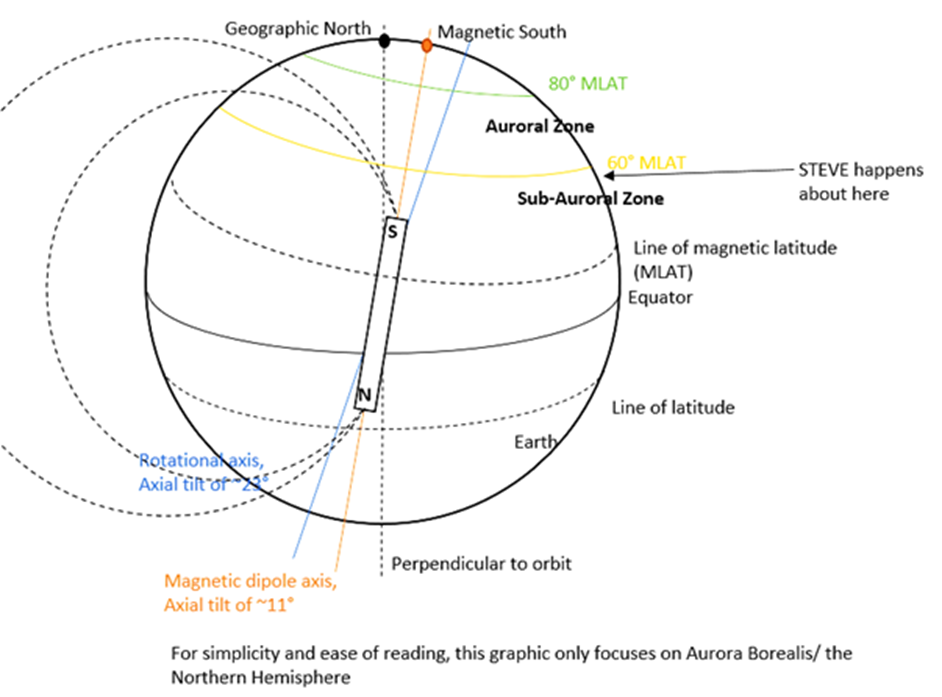 Geographic North
Magnetic South
80° MLAT
Auroral Zone
60° MLAT
STEVE happens
about here
Sub-Auroral Zone
S
Line of magnetic latitude
(MLAT)
Equator
N
Line of latitude
Earth
Rotational axis,
Axial tilt of ~23°
Perpendicular to orbit
Magnetic dipole axis,
Axial tilt of ~11°
For simplicity and ease of reading, this graphic only focuses on Aurora Borealis/ the
Northern Hemisphere